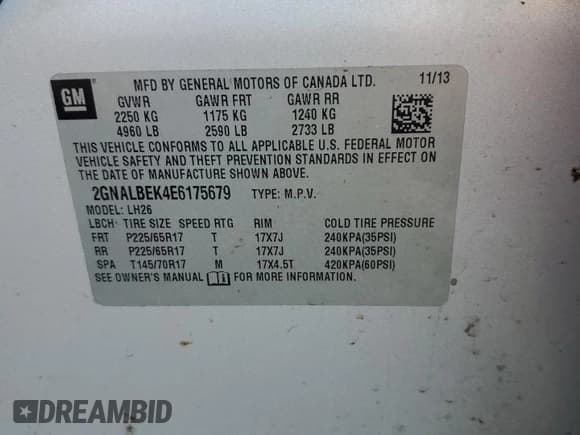 GM
MFD BY GENERAL MOTORS OF CANADA LTD. 11/13
GVWR GAWR FRT GAWR RR
2250 KG 1175 KG 1240 KG
4960 LB 2590 LB 2733 LB
THIS VEHICLE CONFORMS TO ALL APPLICABLE U.S. FEDERAL MOTOR
VEHICLE SAFETY AND THEFT PREVENTION STANDARDS IN EFFECT ON
THE DATE OF MANUFACTURE SHOWN ABOVE.
2GNALBEK4E6175679 TYPE: M.P.V.
MODEL: LH26
LBCH TIRE SIZE SPEED RTG RIM COLD TIRE PRESSURE
FRT P225/65R17 T 17X7J 240KPA(35PSI)
RR P225/65R17 T 17X7J 240KPA(35PSI)
SPA T145/70R17 M 17X4.5T 420KPA(60PSI)
SEE OWNER'S MANUAL FOR MORE INFORMATION.
DREAMBID